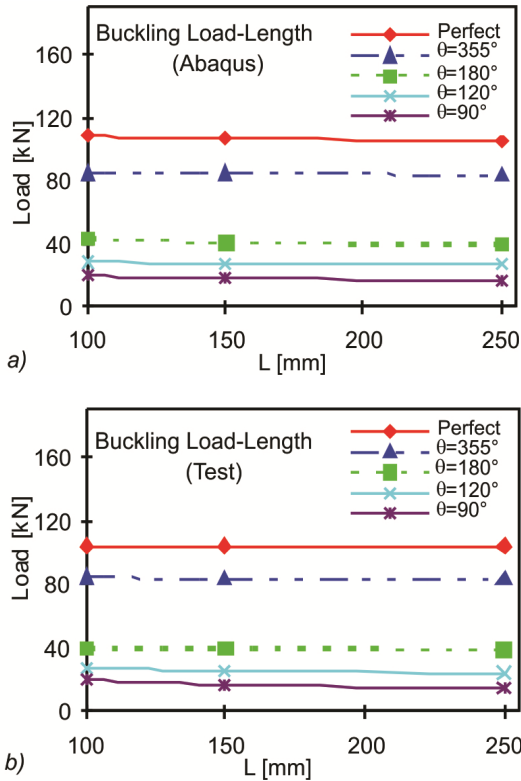 Buckling Load-Length
(Abaqus)
Perfect
θ=355°
θ=180°
θ=120°
θ=90°
Load [kN]
160
120
80
40
0
100 150 200 250
L [mm]
a)
Buckling Load-Length
(Test)
Perfect
θ=355°
θ=180°
θ=120°
θ=90°
Load [kN]
160
120
80
40
0
100 150 200 250
L [mm]
b)